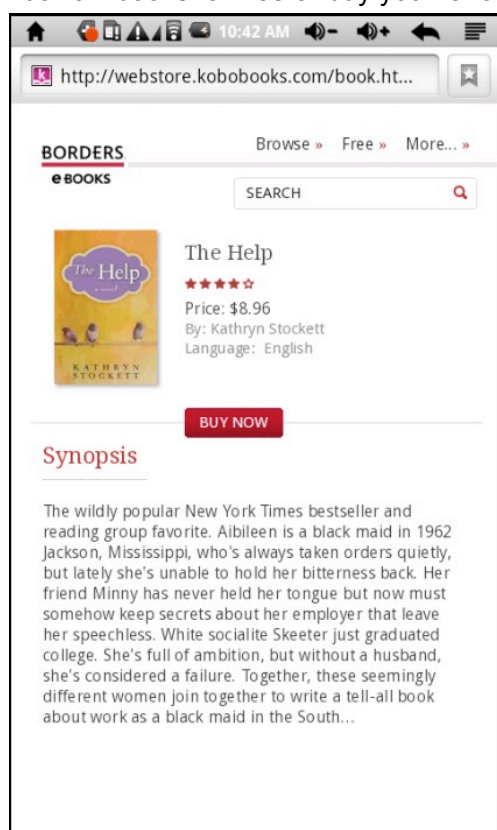 10:42 AM
http://webstore.kobobooks.com/book.ht...
BORDERS
eBOOKS
Browse » Free » More... »
SEARCH
The Help
a novel
KATHRYN
STOCKETT
The Help
Price: $8.96
By: Kathryn Stockett
Language: English
BUY NOW
Synopsis
The wildly popular New York Times bestseller and
reading group favorite. Aibileen is a black maid in 1962
Jackson, Mississippi, who's always taken orders quietly,
but lately she's unable to hold her bitterness back. Her
friend Minny has never held her tongue but now must
somehow keep secrets about her employer that leave
her speechless. White socialite Skeeter just graduated
college. She's full of ambition, but without a husband,
she's considered a failure. Together, these seemingly
different women join together to write a tell-all book
about work as a black maid in the South...